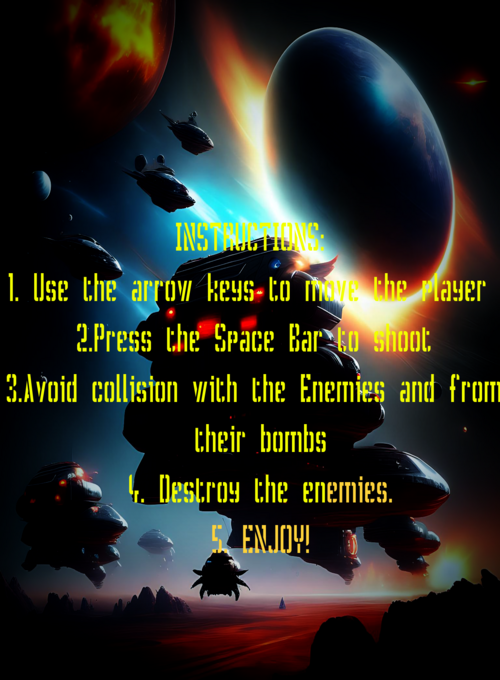 INSTRUCTIONS:
1. Use the arrow keys to move the player
2.Press the Space Bar to shoot
3.Avoid collision with the Enemies and from
their bombs
4. Destroy the enemies.
5. ENJOY!